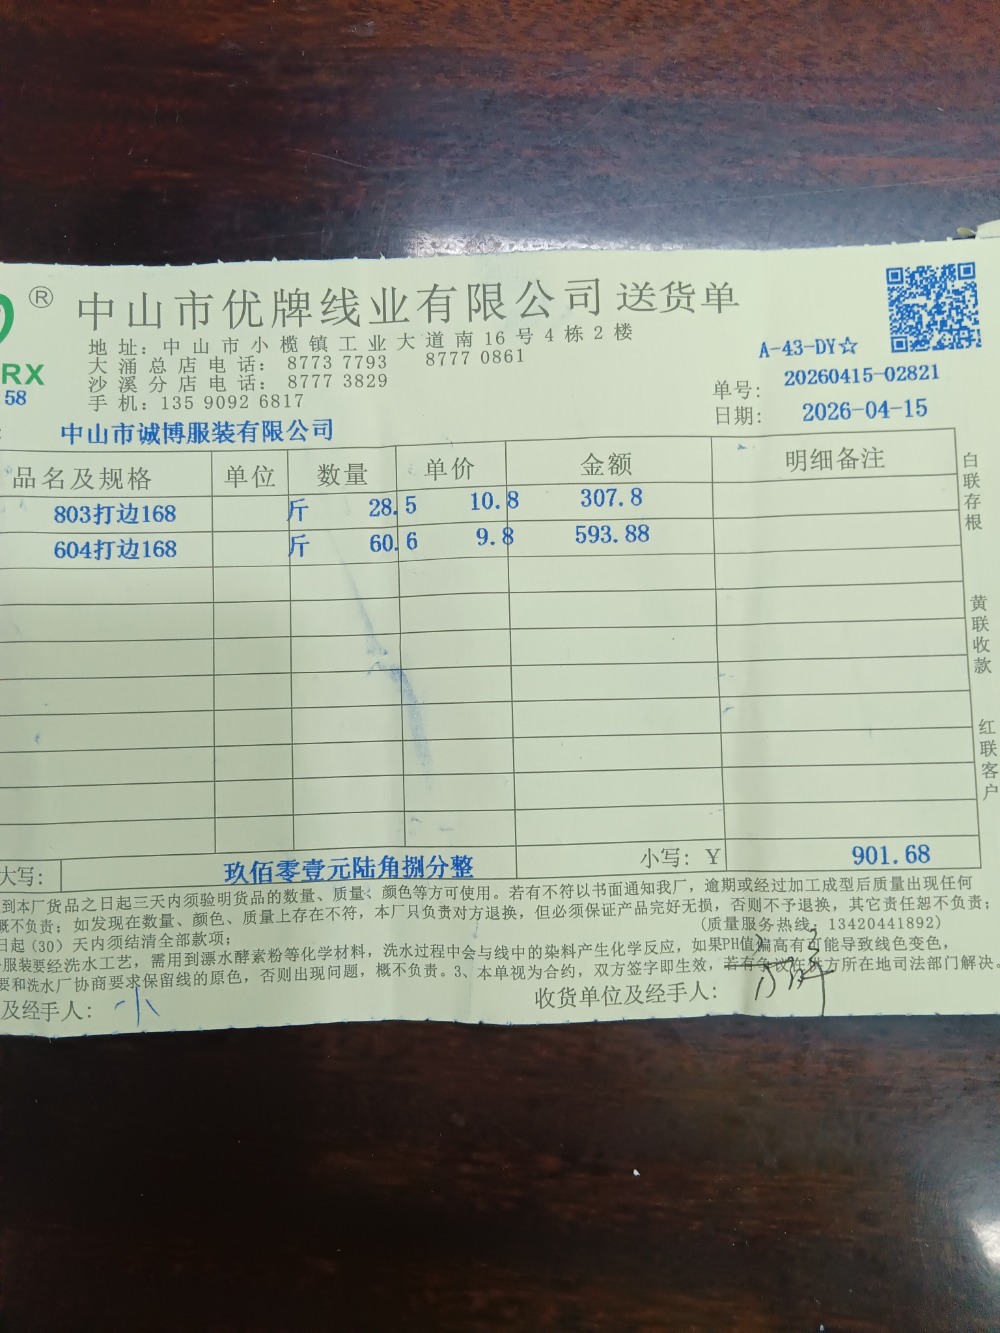 ®
中山市优牌线业有限公司 送货单
RX
58
地址：中山市小榄镇工业大道南16号4栋2楼
大涌总店电话：8773 7793 8777 0861
沙溪分店电话：8777 3829
手机：135 9092 6817
A-43-DY☆
单号：20260415-02821
日期：2026-04-15
中山市诚博服装有限公司
品名及规格 单位 数量 单价 金额 明细备注
803打边168 斤 28.5 10.8 307.8
604打边168 斤 60.6 9.8 593.88
白联存根
黄联收款
红联客户
大写： 玖佰零壹元陆角捌分整 小写：Y 901.68
到本厂货品之日起三天内须验明货品的数量、质量、颜色等方可使用。若有不符以书面通知我厂，逾期或经过加工成型后质量出现任何
概不负责；如发现在数量、颜色、质量上存在不符，本厂只负责对方退换，但必须保证产品完好无损，否则不予退换，其它责任恕不负责；
日起（30）天内须结清全部款项； （质量服务热线：13420441892）
服装要经洗水工艺，需用到漂水酵素粉等化学材料，洗水过程中会与线中的染料产生化学反应，如果PH值偏高有可能导致线色变色，
要和洗水厂协商要求保留线的原色，否则出现问题，概不负责。3、本单视为合约，双方签字即生效，若有争议在我方所在地司法部门解决。
及经手人： 小 收货单位及经手人：